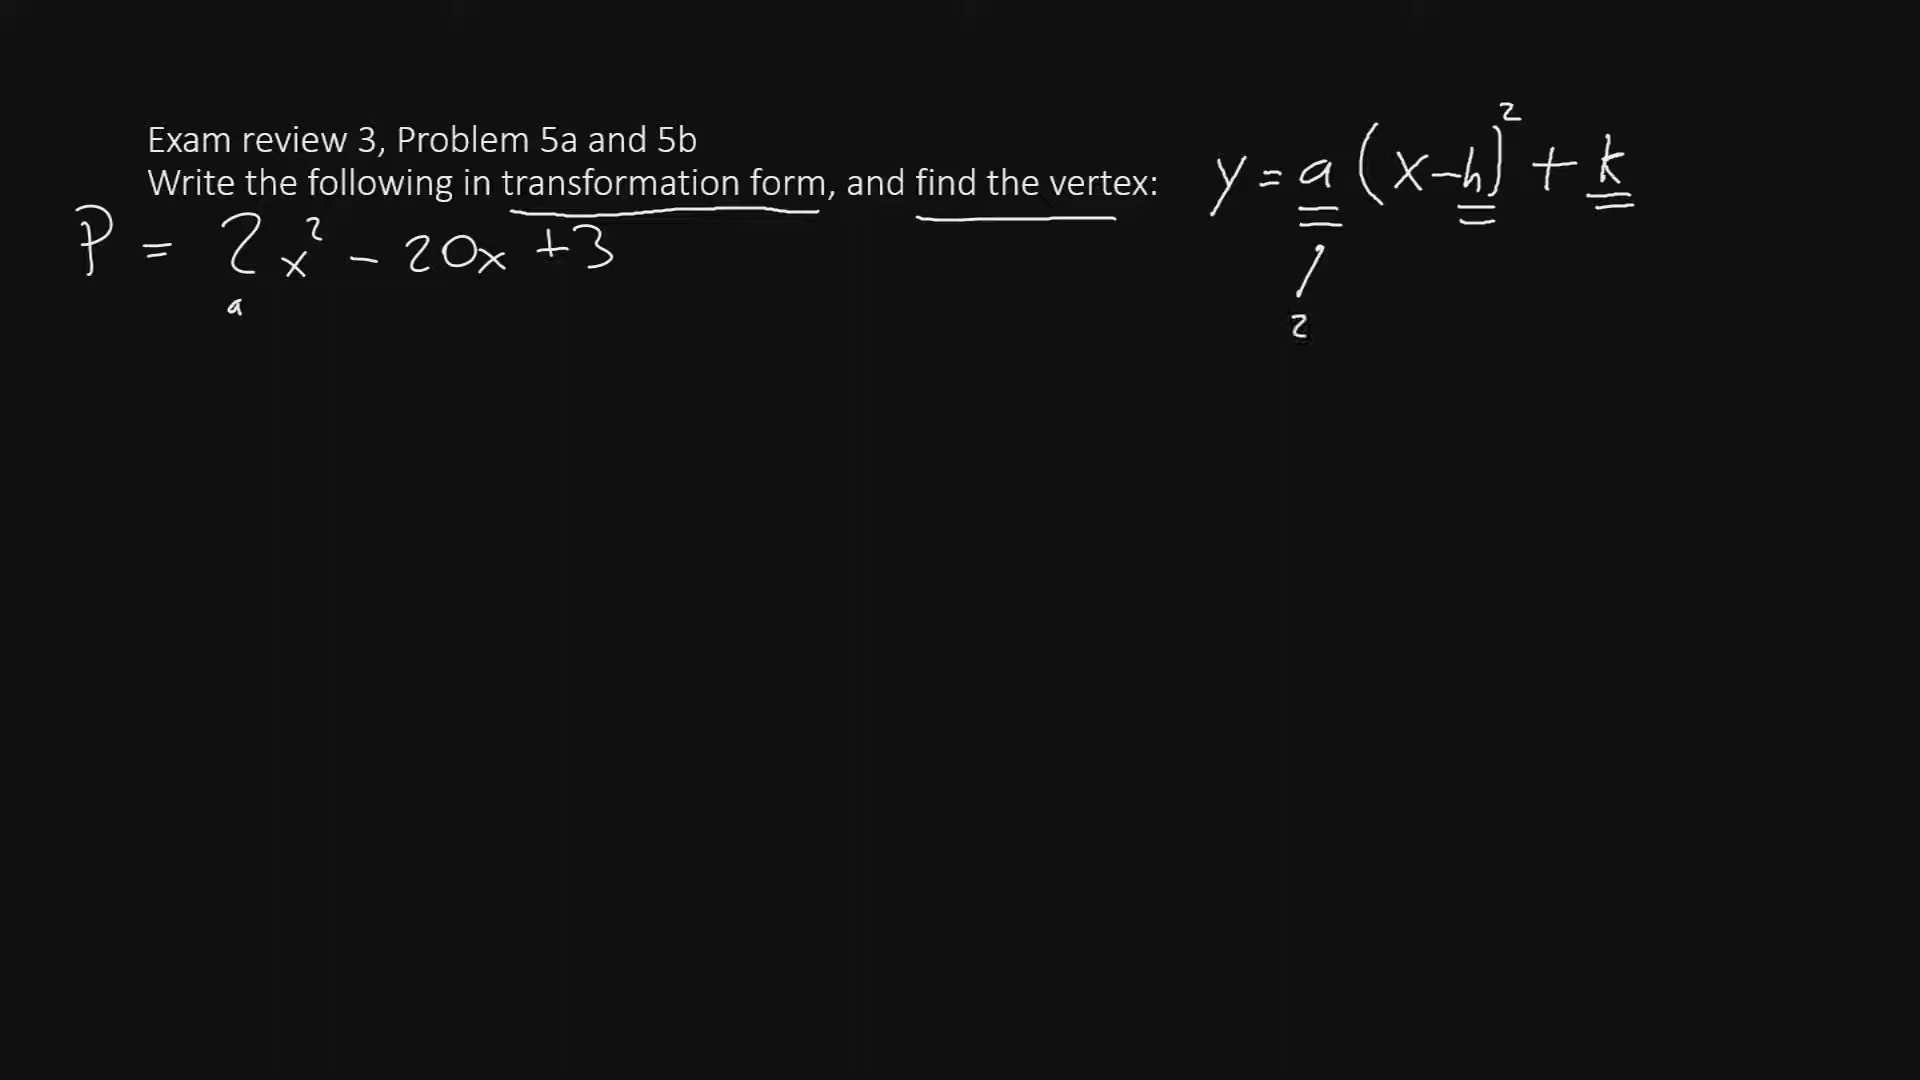 Exam review 3, Problem 5a and 5b
Write the following in transformation form, and find the vertex: y = a (x-h)² + k
P = 2x² - 20x +3
a
2